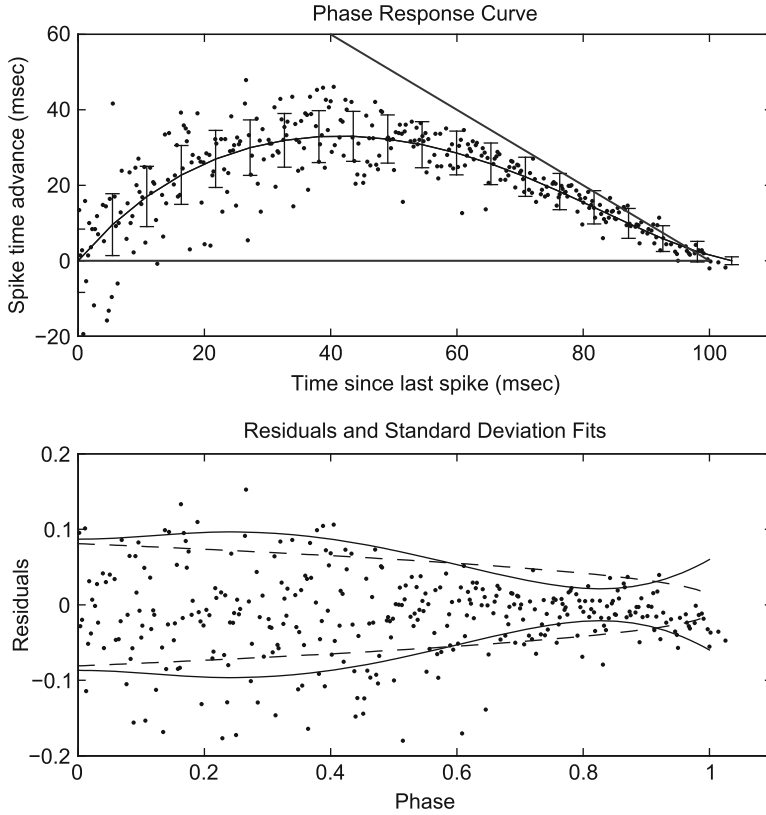 Phase Response Curve
60
40
20
0
−20
Spike time advance (msec)
0 20 40 60 80 100
Time since last spike (msec)
Residuals and Standard Deviation Fits
0.2
0.1
0
−0.1
−0.2
Residuals
0 0.2 0.4 0.6 0.8 1
Phase